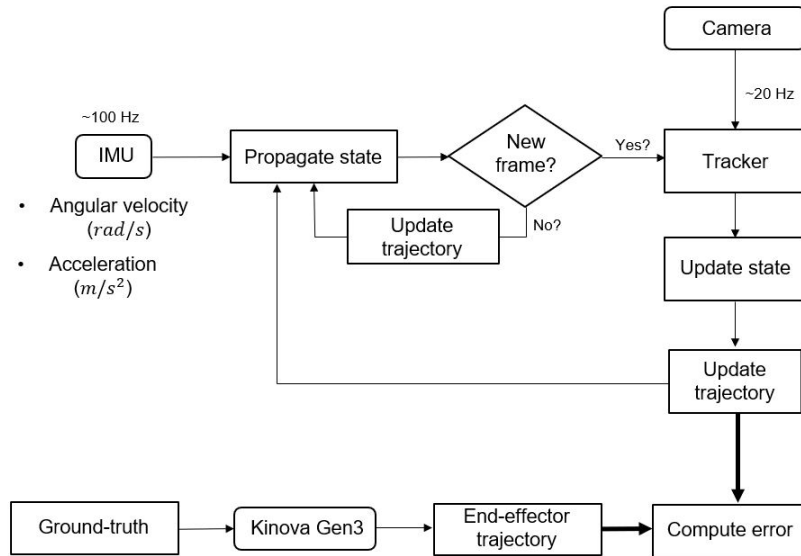 Camera
~20 Hz
~100 Hz
IMU
Propagate state
New
frame?
Yes?
Tracker
• Angular velocity
(rad/s)
• Acceleration
(m/s²)
Update
trajectory
No?
Update state
Update
trajectory
Ground-truth
Kinova Gen3
End-effector
trajectory
Compute error